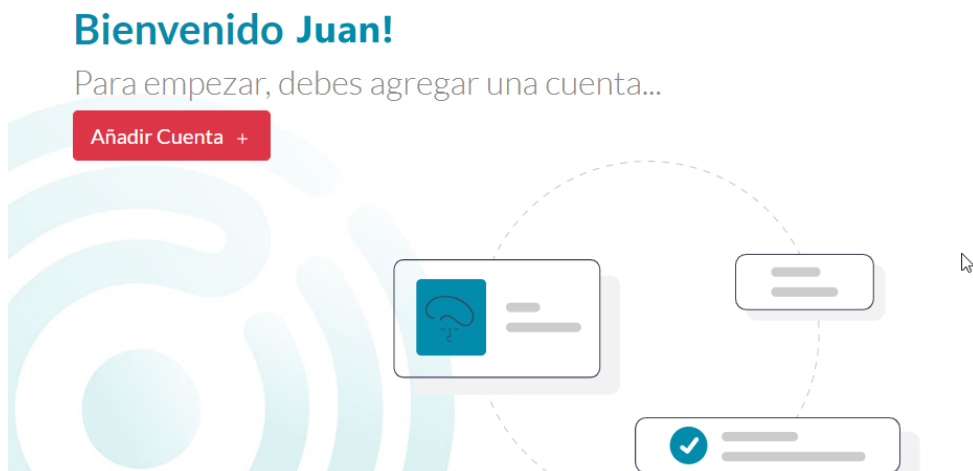 Bienvenido Juan!
Para empezar, debes agregar una cuenta...
Añadir Cuenta +